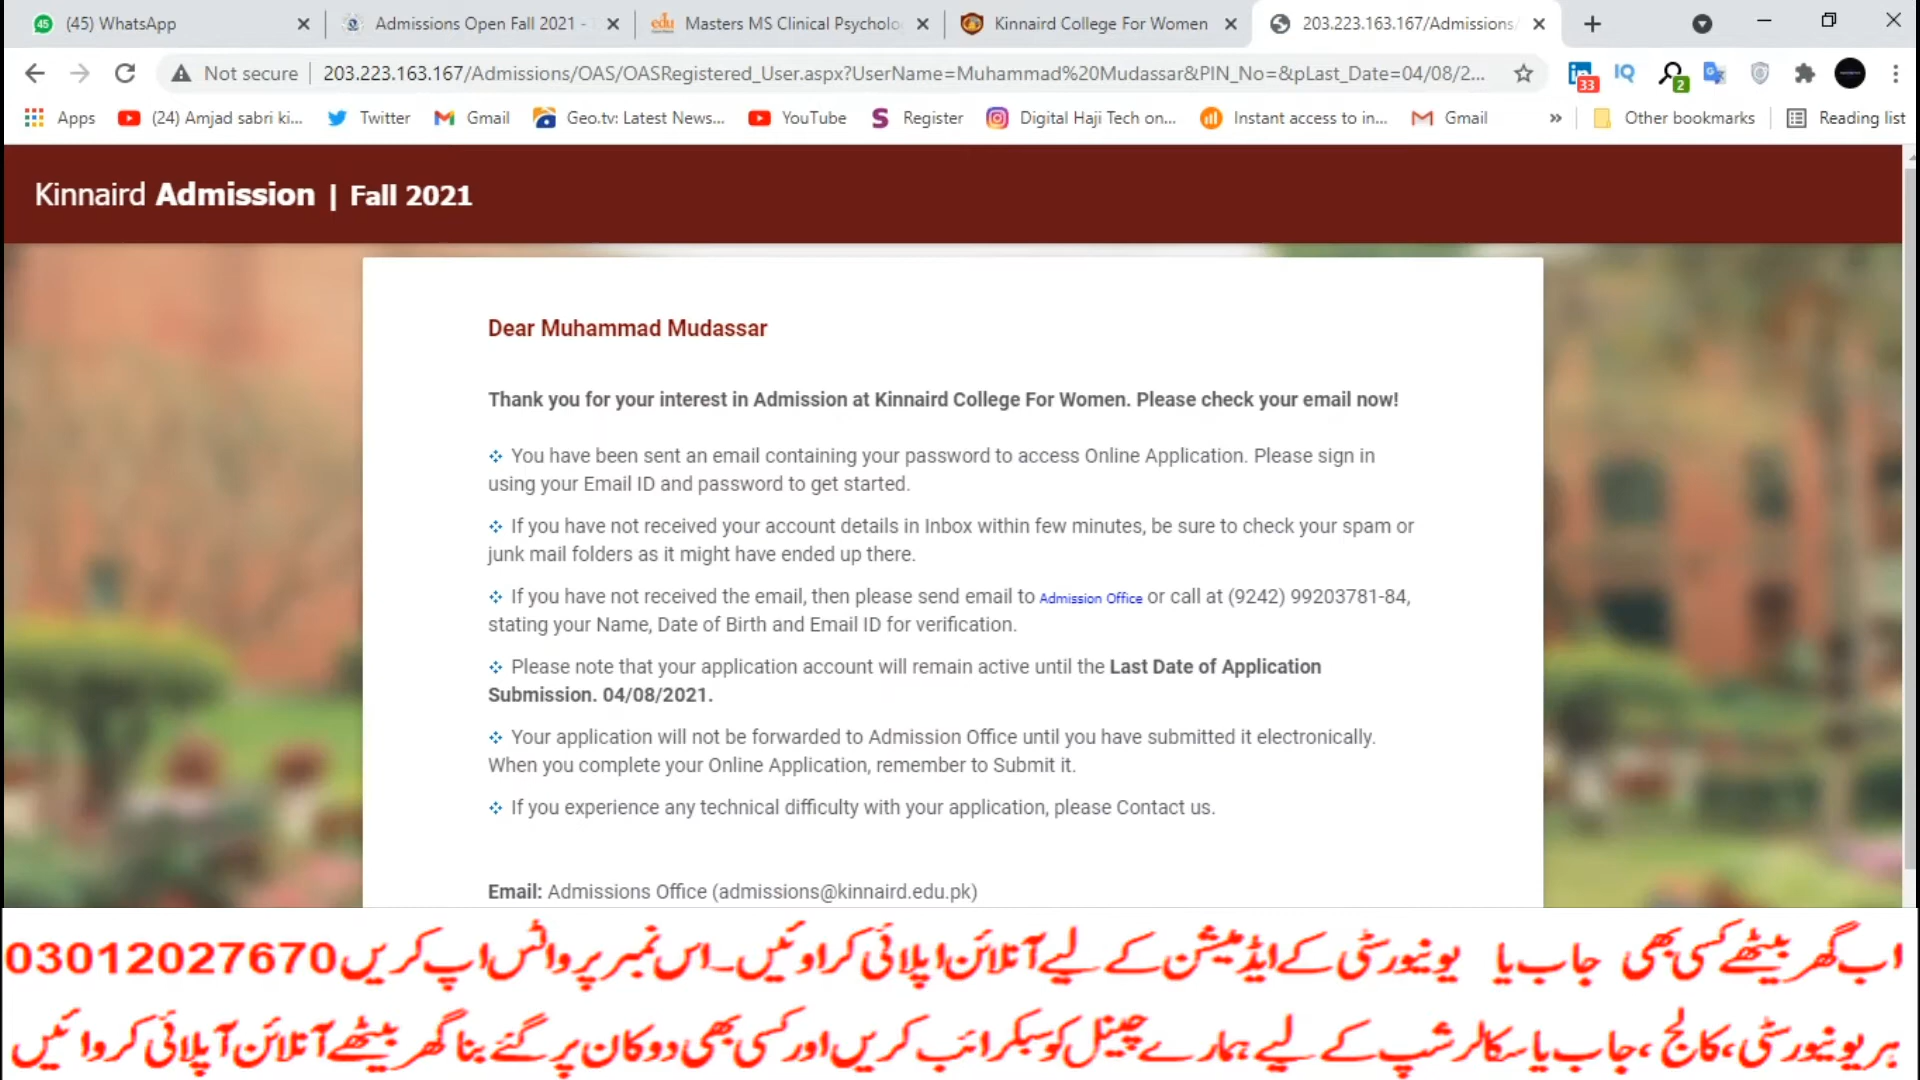 45 (45) WhatsApp
Admissions Open Fall 2021 -
edu Masters MS Clinical Psycholo
Kinnaird College For Women
203.223.163.167/Admissions/
Not secure 203.223.163.167/Admissions/OAS/OASRegistered_User.aspx?UserName=Muhammad%20Mudassar&PIN_No=&pLast_Date=04/08/2... 33 IQ 2
Apps (24) Amjad sabri ki... Twitter Gmail Geo.tv: Latest News... YouTube Register Digital Haji Tech on... Instant access to in... Gmail » Other bookmarks Reading list
Kinnaird Admission | Fall 2021
Dear Muhammad Mudassar
Thank you for your interest in Admission at Kinnaird College For Women. Please check your email now!
You have been sent an email containing your password to access Online Application. Please sign in
using your Email ID and password to get started.
If you have not received your account details in Inbox within few minutes, be sure to check your spam or
junk mail folders as it might have ended up there.
If you have not received the email, then please send email to Admission Office or call at (9242) 99203781-84,
stating your Name, Date of Birth and Email ID for verification.
Please note that your application account will remain active until the Last Date of Application
Submission. 04/08/2021.
Your application will not be forwarded to Admission Office until you have submitted it electronically.
When you complete your Online Application, remember to Submit it.
If you experience any technical difficulty with your application, please Contact us.
Email: Admissions Office (admissions@kinnaird.edu.pk)
اب گھر بیٹھے کسی بھی جاب یا یونیورسٹی کے ایڈمیشن کے لیے آنلائن اپلائی کراوئیں۔اس نمبر پر واٹس اپ کریں 03012027670
ہر یونیورسٹی،کالج ،جاب یا سکالرشپ کے لیے ہمارے چینل کو سبکرائب کریں اور کسی بھی دوکان پر گئے بنا گھر بیٹھے آنلائن آپلائی کروائیں